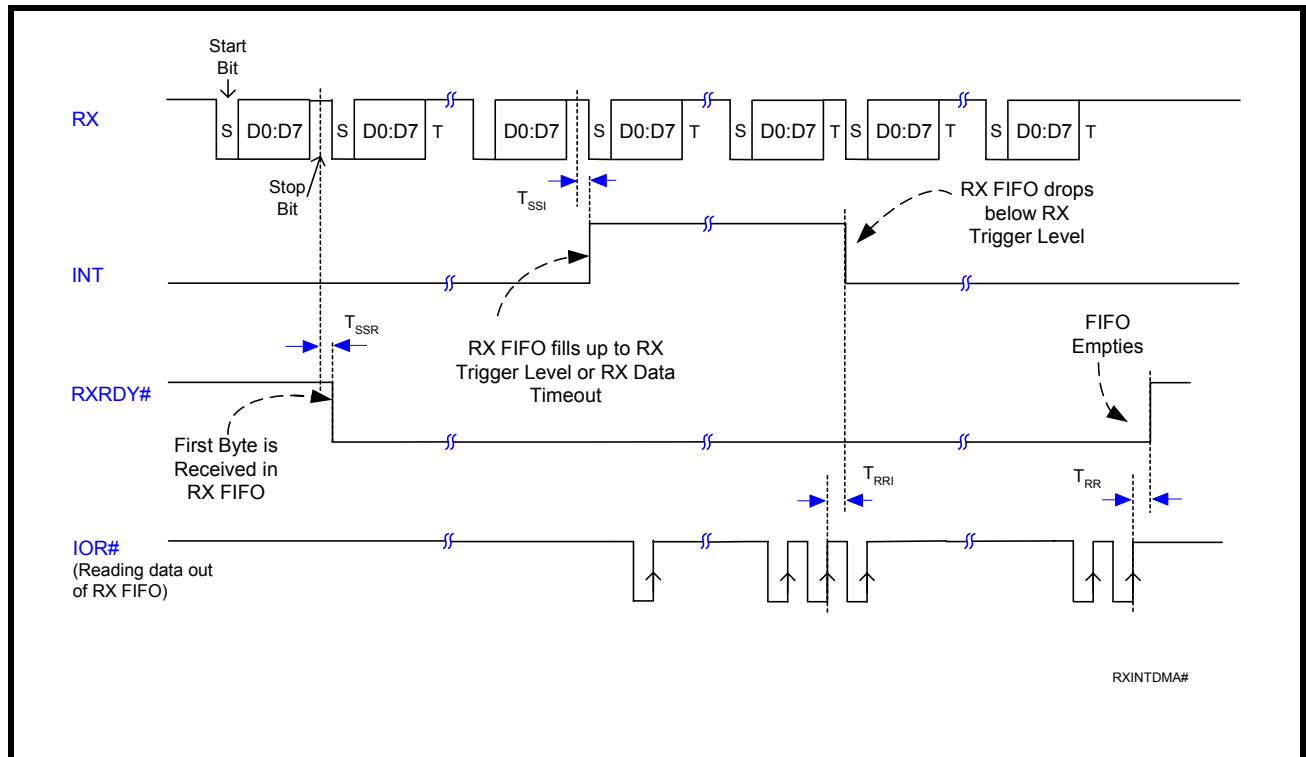 Start
Bit
RX
S D0:D7 S D0:D7 T D0:D7 S D0:D7 T S D0:D7 T S D0:D7 T S D0:D7 T
Stop
Bit
TSSI
RX FIFO drops
below RX
Trigger Level
INT
TSSR
RX FIFO fills up to RX
Trigger Level or RX Data
Timeout
FIFO
Empties
RXRDY#
First Byte is
Received in
RX FIFO
TRRI
TRR
IOR#
(Reading data out
of RX FIFO)
RXINTDMA#